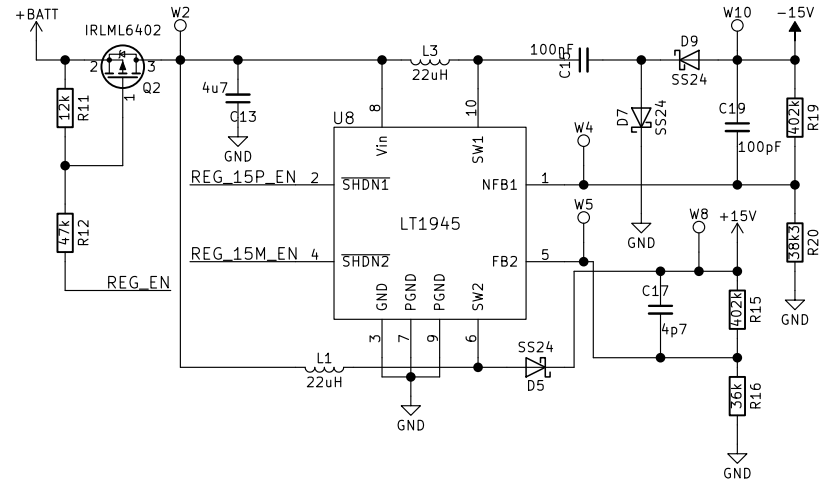 +BATT
IRLML6402
W2
W10
-15V
2
3
Q2
1
L3
22uH
100nF
C15
D9
SS24
12k
R11
4u7
C13
GND
8
10
U8
Vin
SW1
D7
SS24
C19
100pF
402k
R19
W4
REG_15P_EN
2
SHDN1
NFB1
1
LT1945
W5
W8
+15V
47k
R12
GND
38k3
R20
REG_15M_EN
4
SHDN2
FB2
5
REG_EN
GND
PGND
PGND
SW2
C17
4p7
402k
R15
GND
3
7
9
6
L1
22uH
SS24
D5
36k
R16
GND
GND